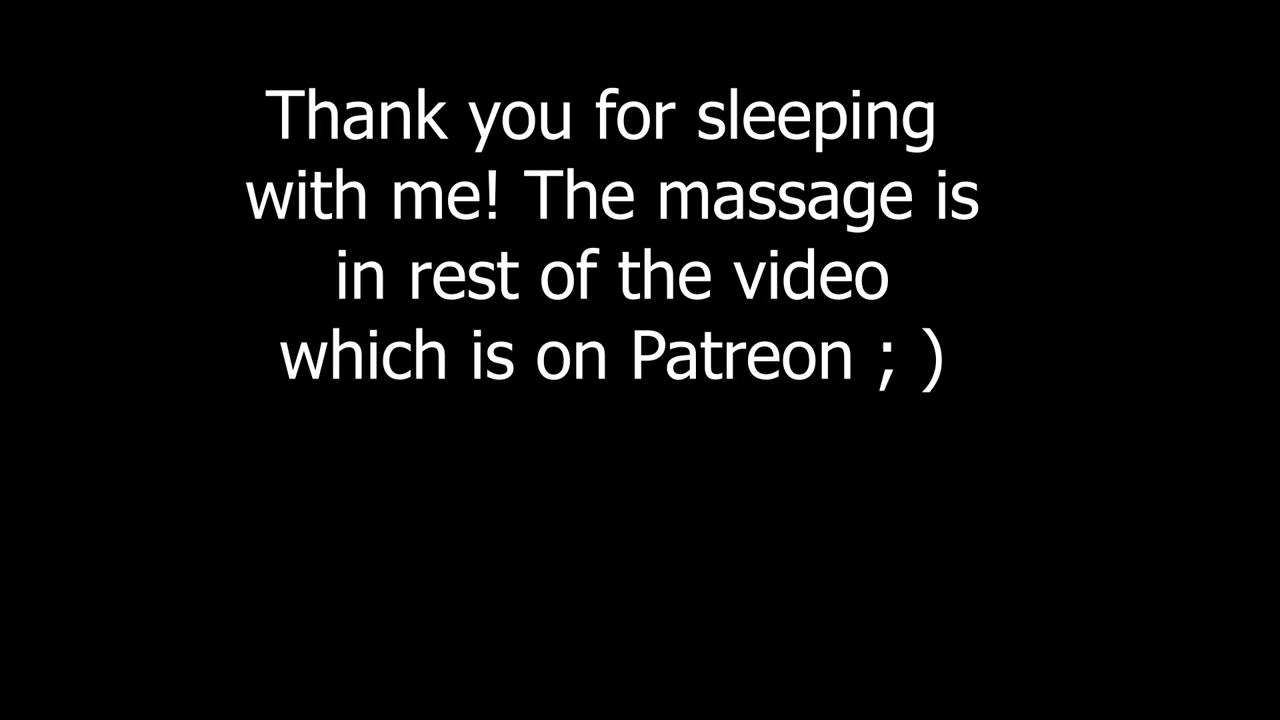 Thank you for sleeping
with me! The massage is
in rest of the video
which is on Patreon ; )